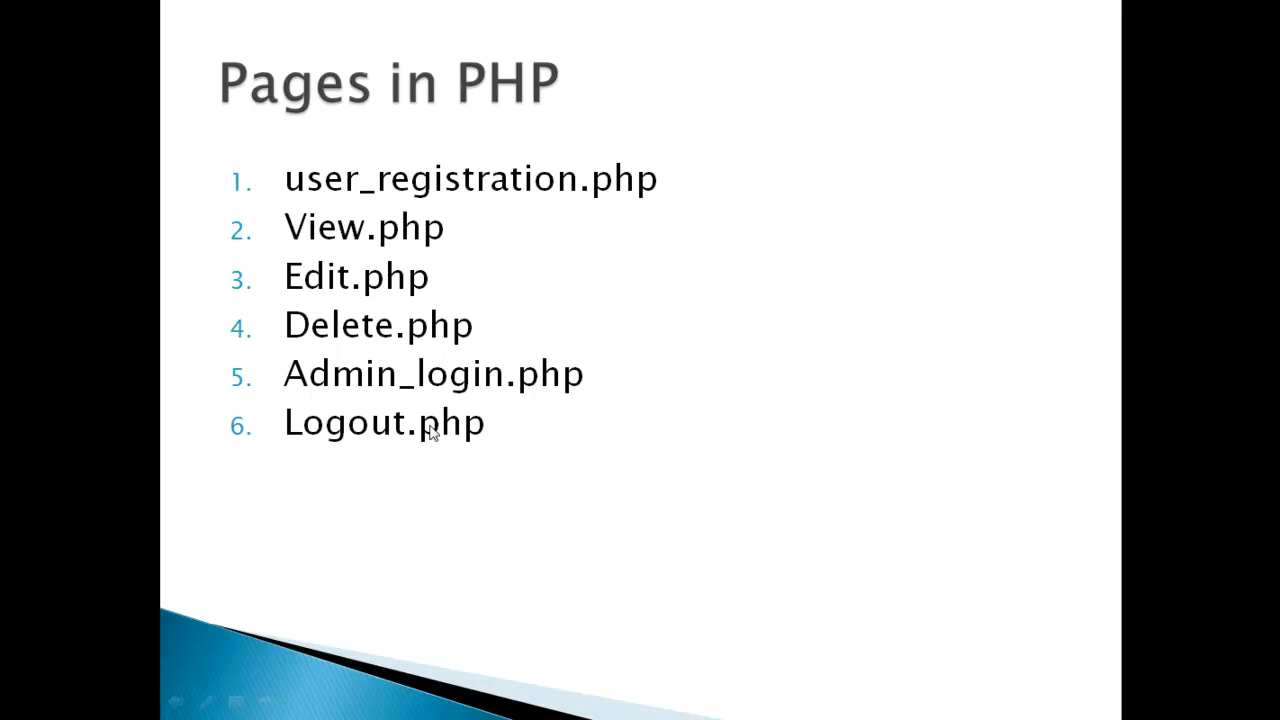 Pages in PHP
1. user_registration.php
2. View.php
3. Edit.php
4. Delete.php
5. Admin_login.php
6. Logout.php